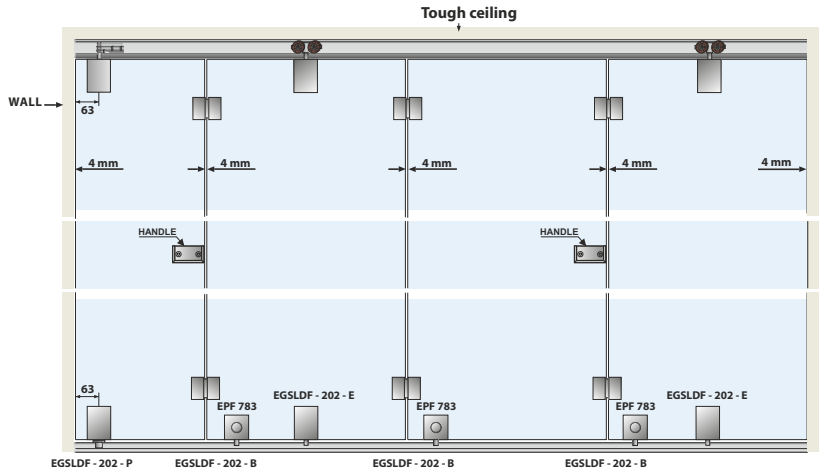 Tough ceiling
WALL
63
4 mm 4 mm 4 mm 4 mm 4 mm
HANDLE HANDLE
63
EGSLDF - 202 - E EGSLDF - 202 - E
EPF 783 EPF 783 EPF 783
EGSLDF - 202 - P EGSLDF - 202 - B EGSLDF - 202 - B EGSLDF - 202 - B